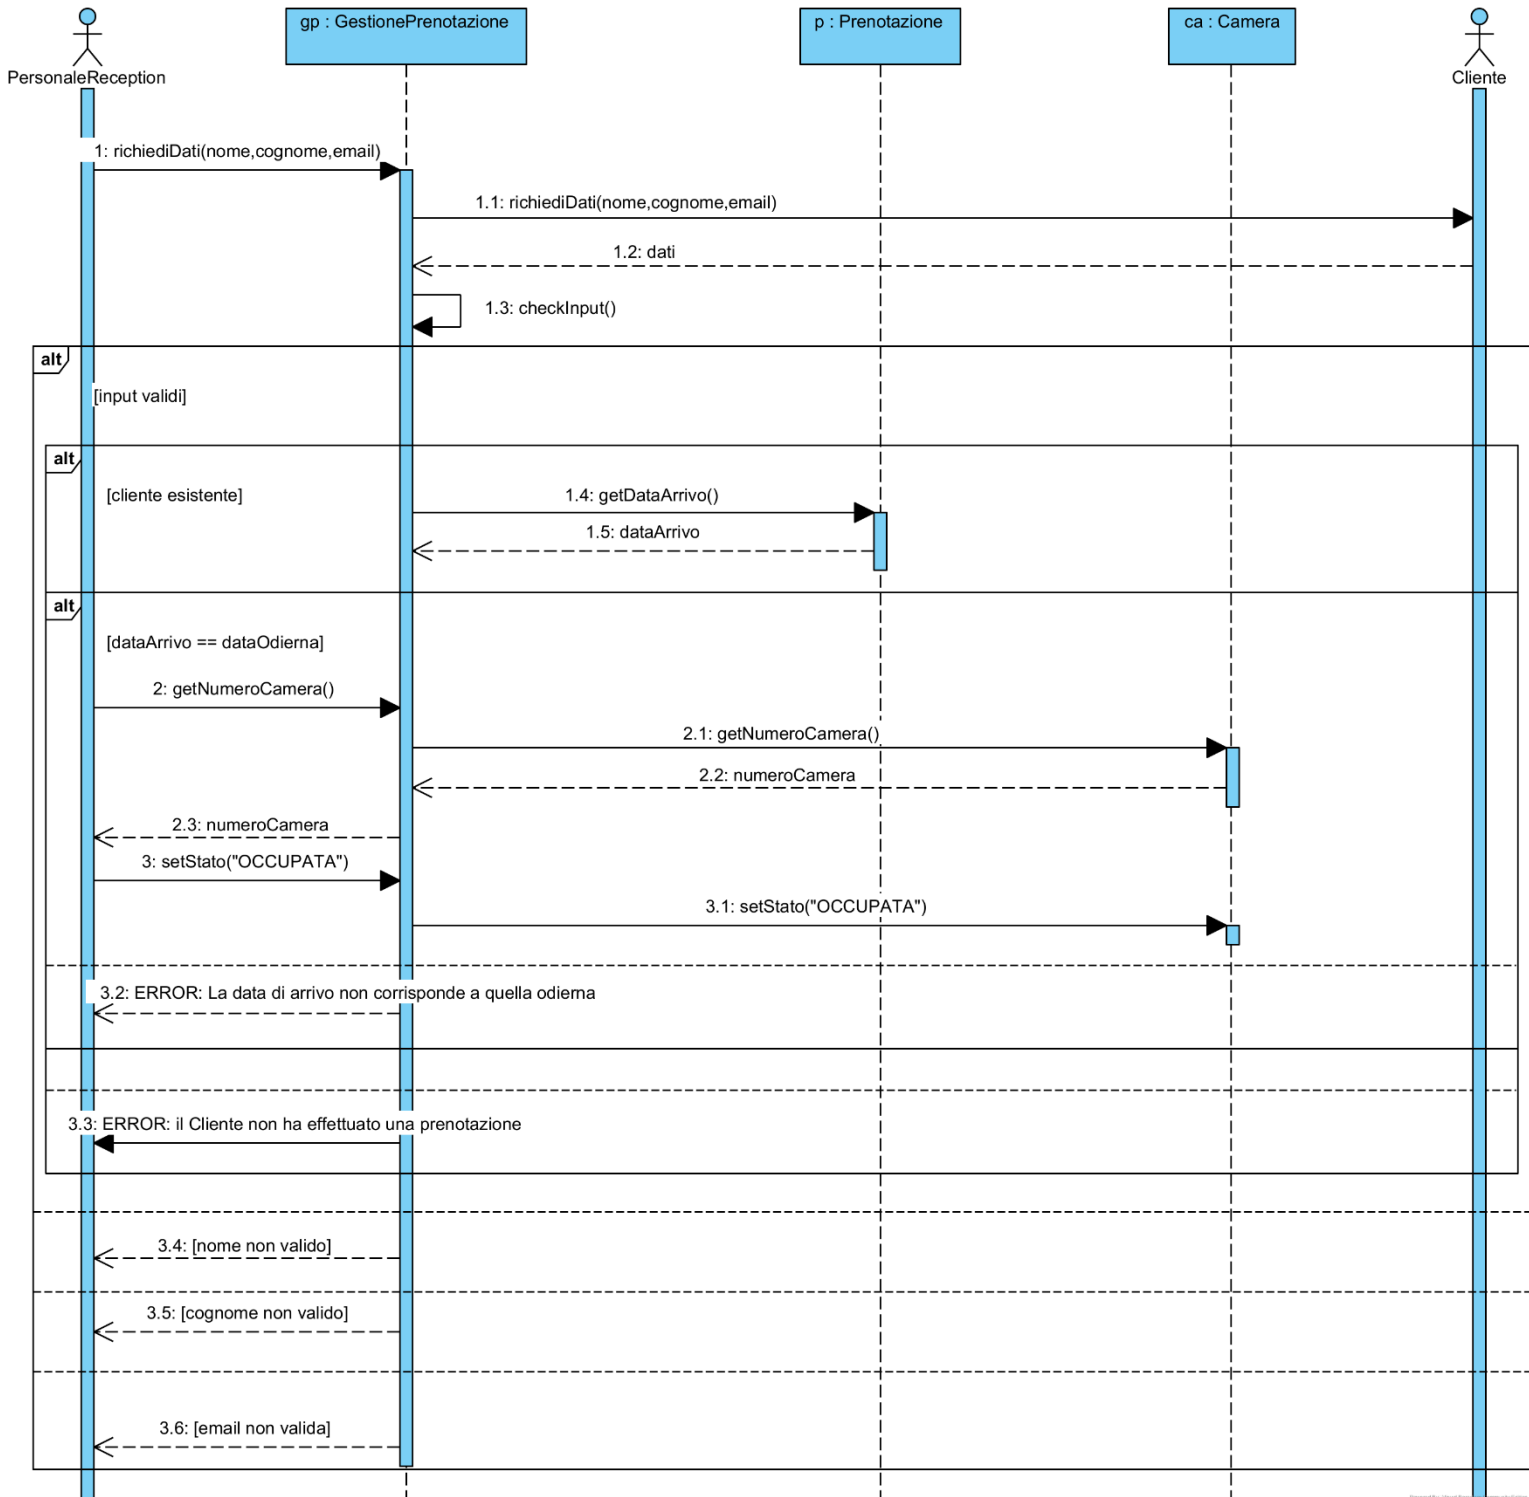 gp : GestionePrenotazione
p : Prenotazione
ca : Camera
PersonaleReception
Cliente
1: richiediDati(nome,cognome,email)
1.1: richiediDati(nome,cognome,email)
1.2: dati
1.3: checkInput()
alt
[input validi]
alt
[cliente esistente]
1.4: getDataArrivo()
1.5: dataArrivo
alt
[dataArrivo == dataOdierna]
2: getNumeroCamera()
2.1: getNumeroCamera()
2.2: numeroCamera
2.3: numeroCamera
3: setStato("OCCUPATA")
3.1: setStato("OCCUPATA")
3.2: ERROR: La data di arrivo non corrisponde a quella odierna
3.3: ERROR: il Cliente non ha effettuato una prenotazione
3.4: [nome non valido]
3.5: [cognome non valido]
3.6: [email non valida]